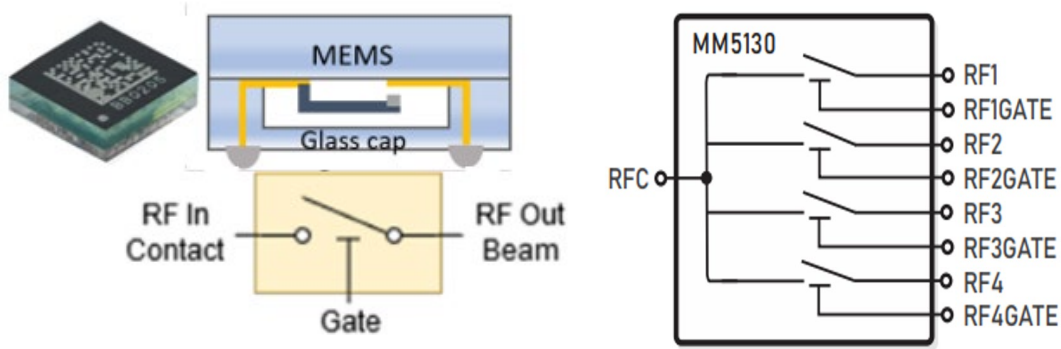 BB0205
MEMS
Glass cap
RF In
Contact
RF Out
Beam
Gate
MM5130
RFC
RF1
RF1GATE
RF2
RF2GATE
RF3
RF3GATE
RF4
RF4GATE